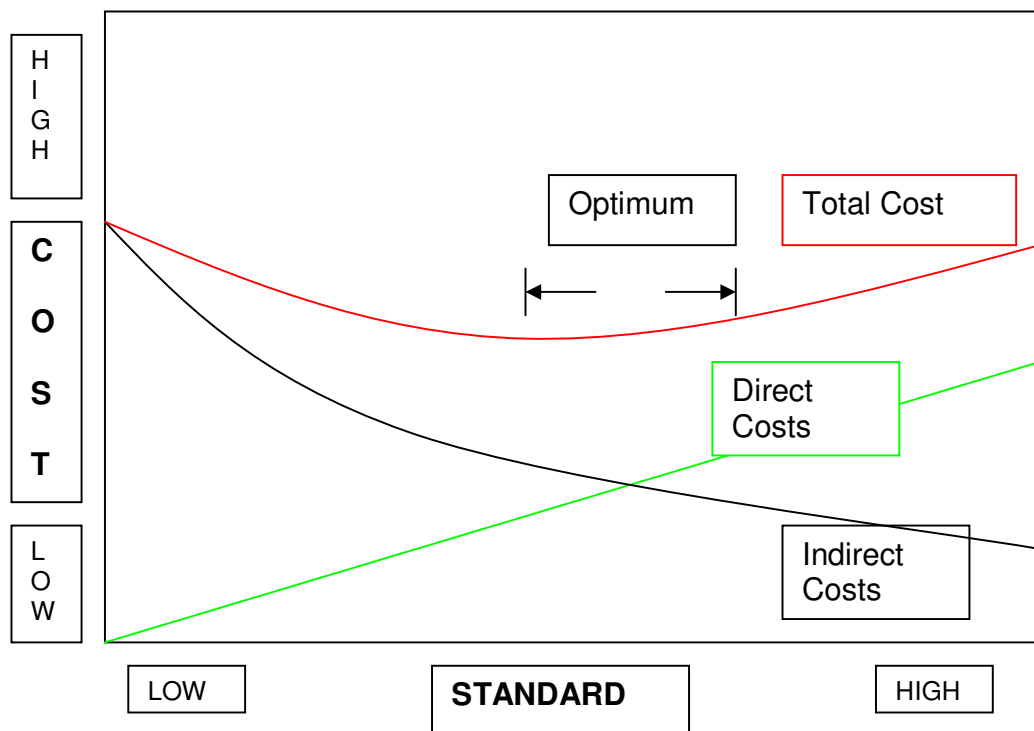 H
I
G
H
C
O
S
T
L
O
W
Optimum
Total Cost
Direct
Costs
Indirect
Costs
LOW
STANDARD
HIGH